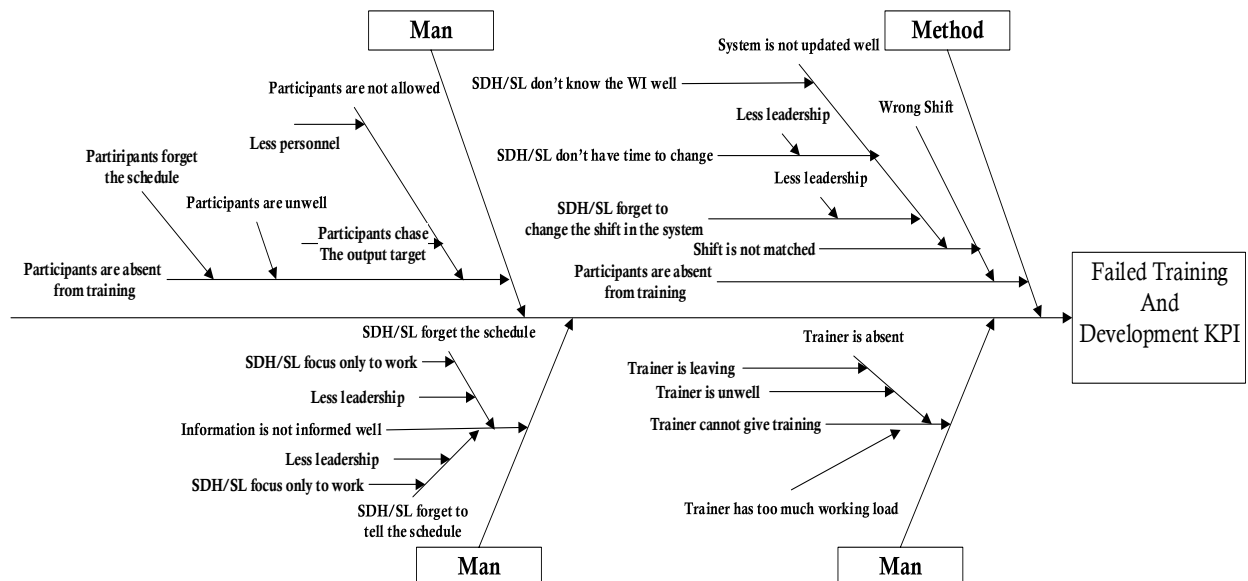 Man
Method
System is not updated well
SDH/SL don't know the WI well
Participants are not allowed
Wrong Shift
Less leadership
Less personnel
Partiripants forget
the schedule
SDH/SL don't have time to change
Less leadership
Participants are unwell
SDH/SL forget to
change the shift in the system
Participants chase
The output target
Shift is not matched
Participants are absent
from training
Participants are absent
from training
Failed Training
And
Development KPI
SDH/SL forget the schedule
Trainer is absent
SDH/SL focus only to work
Trainer is leaving
Trainer is unwell
Less leadership
Information is not informed well
Trainer cannot give training
Less leadership
SDH/SL focus only to work
Trainer has too much working load
SDH/SL forget to
tell the schedule
Man
Man